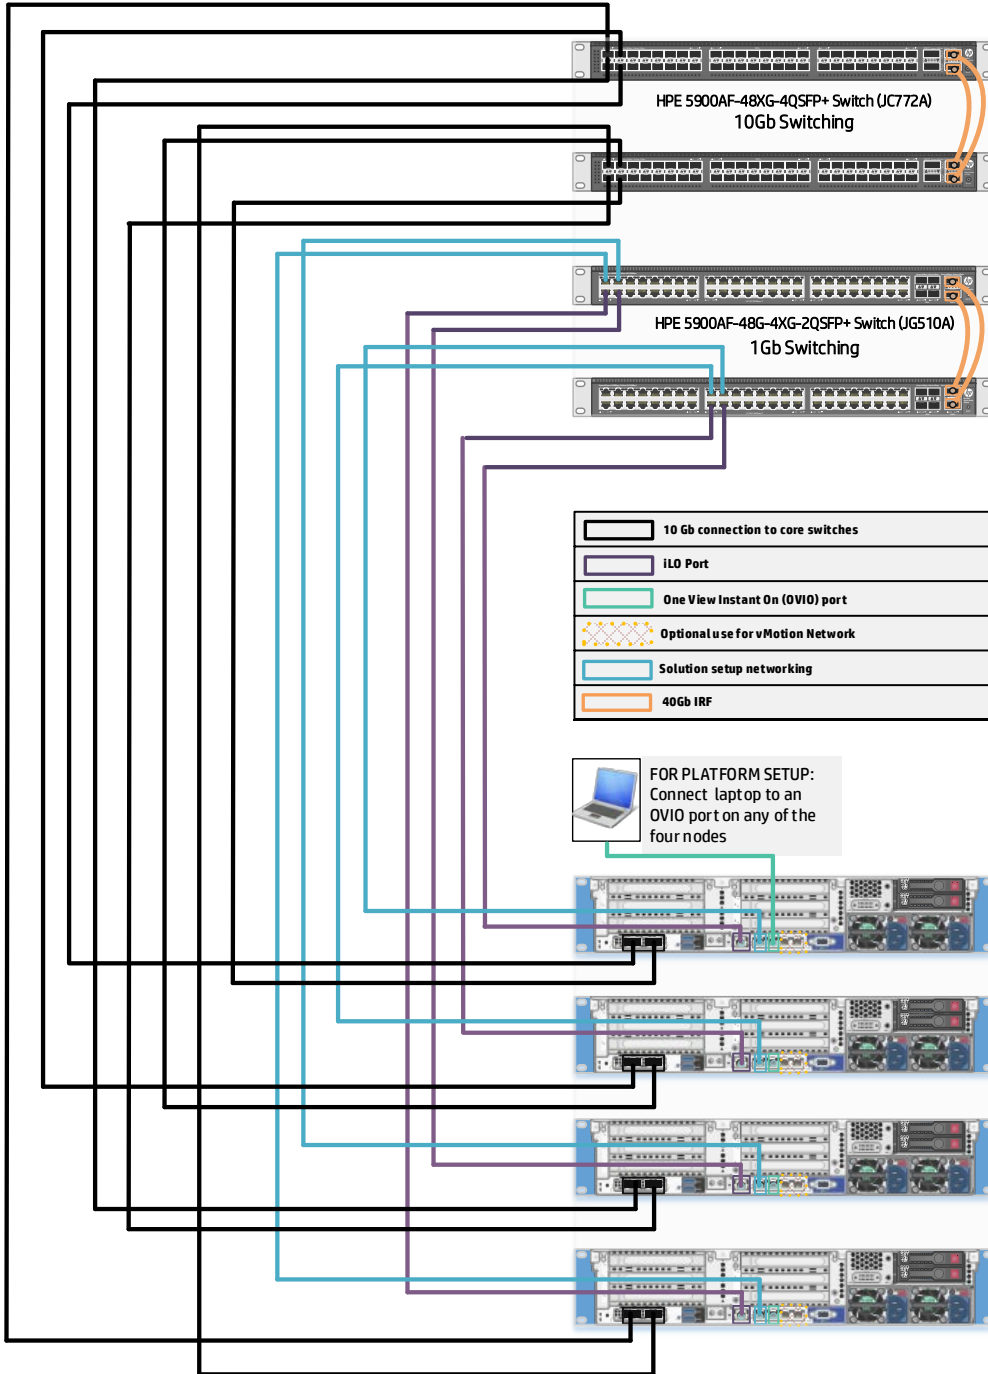 HPE 5900AF-48XG-4QSFP+ Switch (JC772A)
10Gb Switching
HPE 5900AF-48G-4XG-2QSFP+ Switch (JG510A)
1Gb Switching
10 Gb connection to core switches
iLO Port
One View Instant On (OVIO) port
Optional use for vMotion Network
Solution setup networking
40Gb IRF
FOR PLATFORM SETUP:
Connect laptop to an
OVIO port on any of the
four nodes